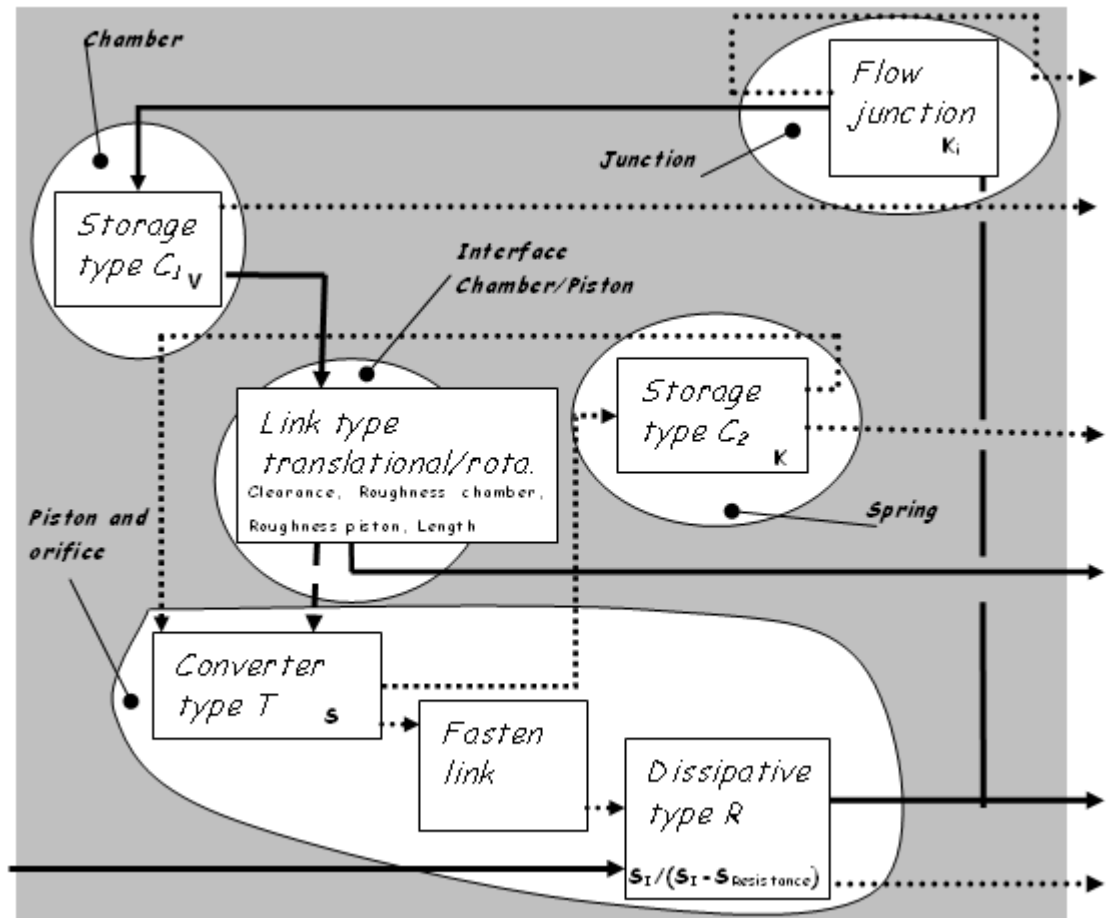 Chamber
Flow
junction
Ki
Junction
Storage
type C1
V
Interface
Chamber/Piston
Storage
type C2
K
Link type
translational/rota.
Clearance, Roughness chamber,
Roughness piston, Length
Spring
Piston and
orifice
Converter
type T
S
Fasten
link
Dissipative
type R
SI/(SI-SResistance)